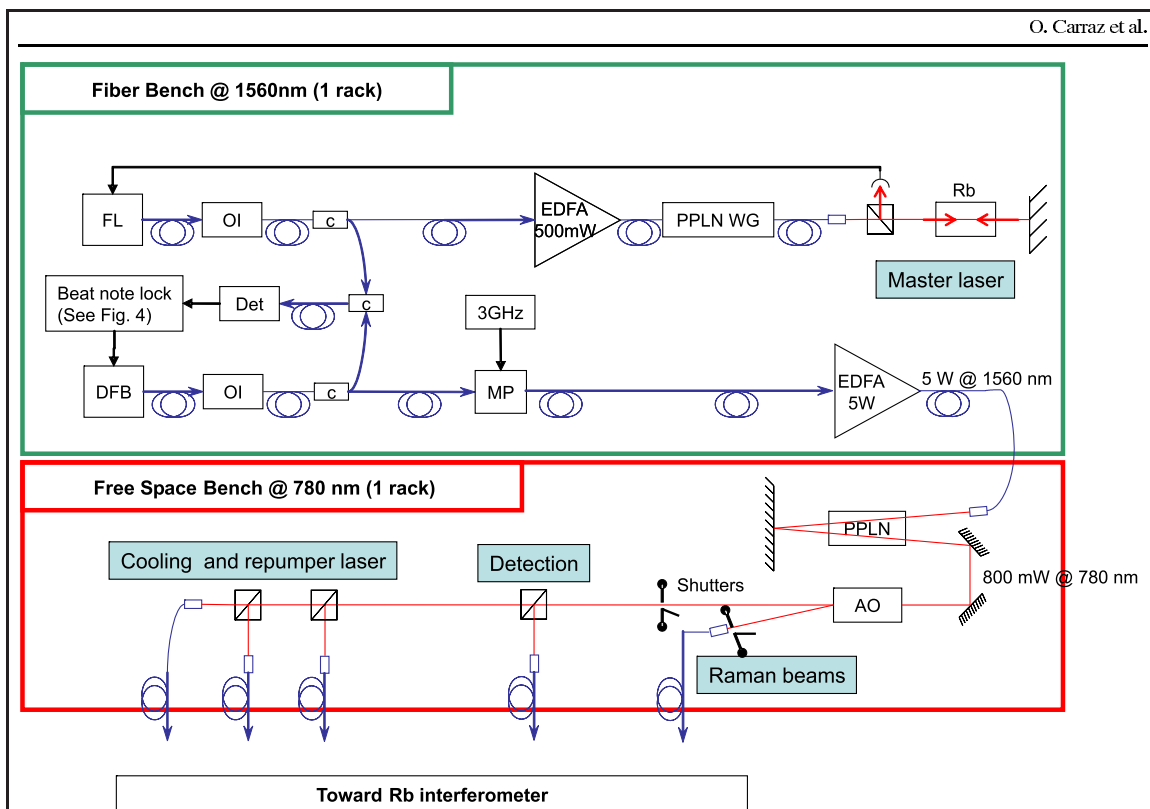 O. Carraz et al.
Fiber Bench @ 1560nm (1 rack)
FL
OI
c
EDFA
500mW
PPLN WG
Rb
Master laser
Beat note lock
(See Fig. 4)
Det
c
3GHz
DFB
OI
c
MP
EDFA
5W
5 W @ 1560 nm
Free Space Bench @ 780 nm (1 rack)
PPLN
Cooling and repumper laser
Detection
Shutters
800 mW @ 780 nm
AO
Raman beams
Toward Rb interferometer